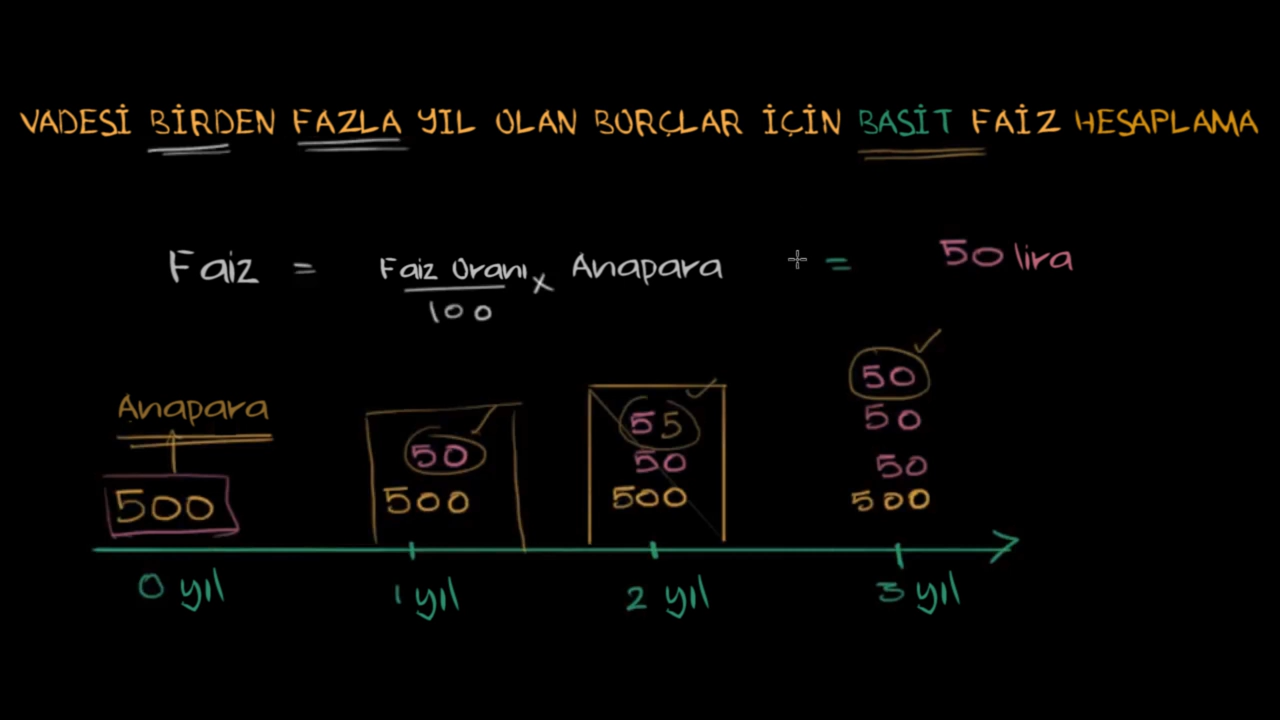 VADESİ BİRDEN FAZLA YIL OLAN BORÇLAR İÇİN BASİT FAİZ HESAPLAMA
Faiz = Faiz Oranı x Anapara = 50 lira
100
50
Anapara 55 50
50 50 50
500 500 500 500
0 yıl 1 yıl 2 yıl 3 yıl